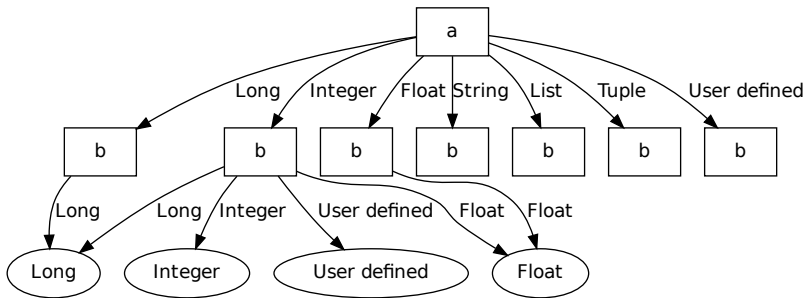 a
Long Integer Float String List Tuple User defined
b b b b b b b
Long Long Integer User defined Float Float
Long Integer User defined Float